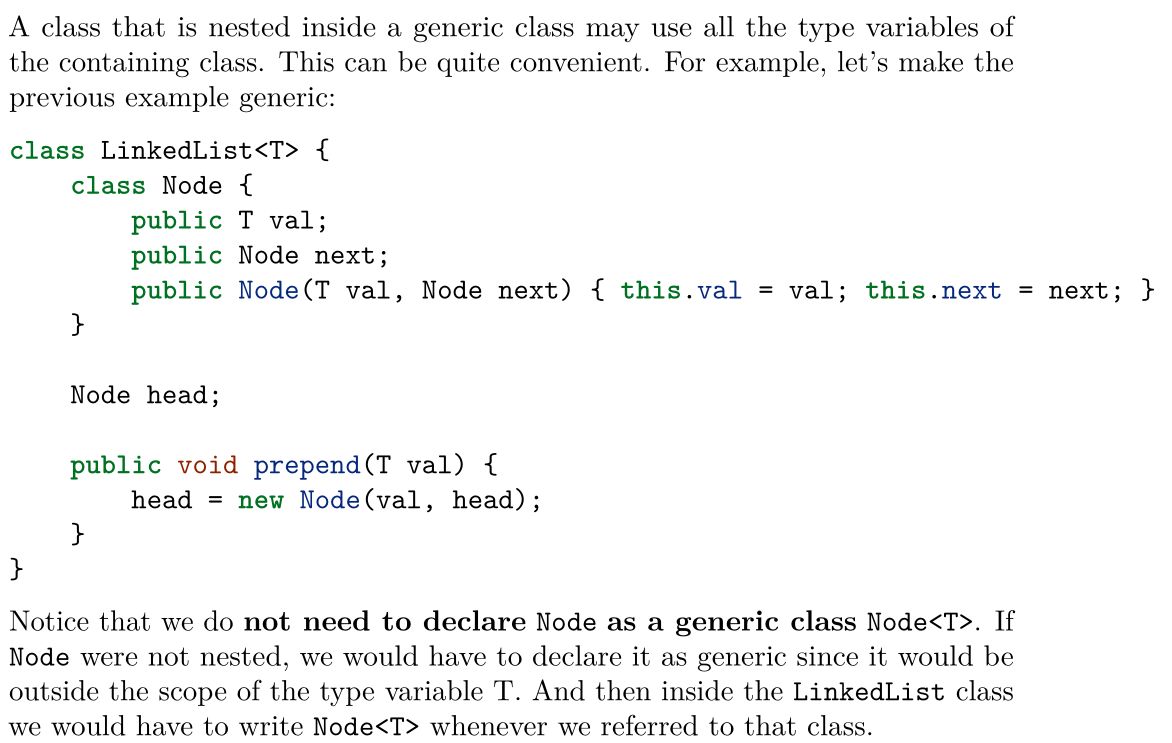 A class that is nested inside a generic class may use all the type variables of
the containing class. This can be quite convenient. For example, let's make the
previous example generic:
class LinkedList<T> {
    class Node {
        public T val;
        public Node next;
        public Node(T val, Node next) { this.val = val; this.next = next; }
    }

    Node head;

    public void prepend(T val) {
        head = new Node(val, head);
    }
}
Notice that we do not need to declare Node as a generic class Node<T>. If
Node were not nested, we would have to declare it as generic since it would be
outside the scope of the type variable T. And then inside the LinkedList class
we would have to write Node<T> whenever we referred to that class.